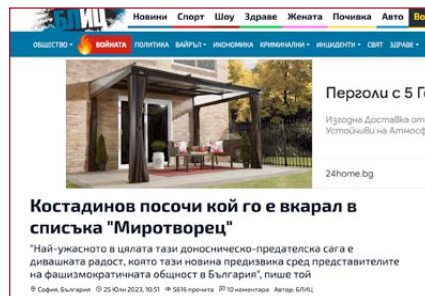 БЛИЦ
Новини Спорт Шоу Здраве Жената Почивка Авто
ОБЩЕСТВО ВОЙНАТА ПОЛИТИКА ВАЙРЪЛ ИКОНОМИКА КРИМИНАЛНИ ИНЦИДЕНТИ СВЯТ ЗДРАВЕ
Перголи с 5 Г
Изгодна Доставка от
Устойчиви на Атмосф
24home.bg
Костадинов посочи кой го е вкарал в
списъка "Миротворец"
"Най-ужасното в цялата тази доносническо-предателска сага е
дивашката радост, която тази новина предизвика сред представителите
на фашизмократичната общност в България", пише той
София, България 25 Юли 2023, 10:51 5616 прочита 10 коментара Автор: БЛИЦ